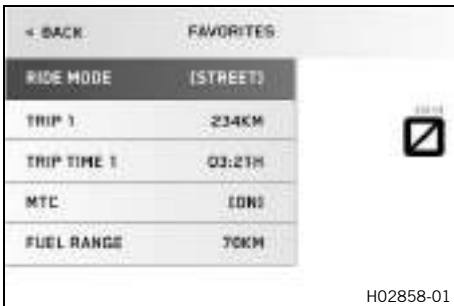 < BACK FAVORITES
RIDE MODE [STREET]
TRIP 1 234KM
TRIP TIME 1 03:21H
MTC [ON]
FUEL RANGE 70KM
H02858-01